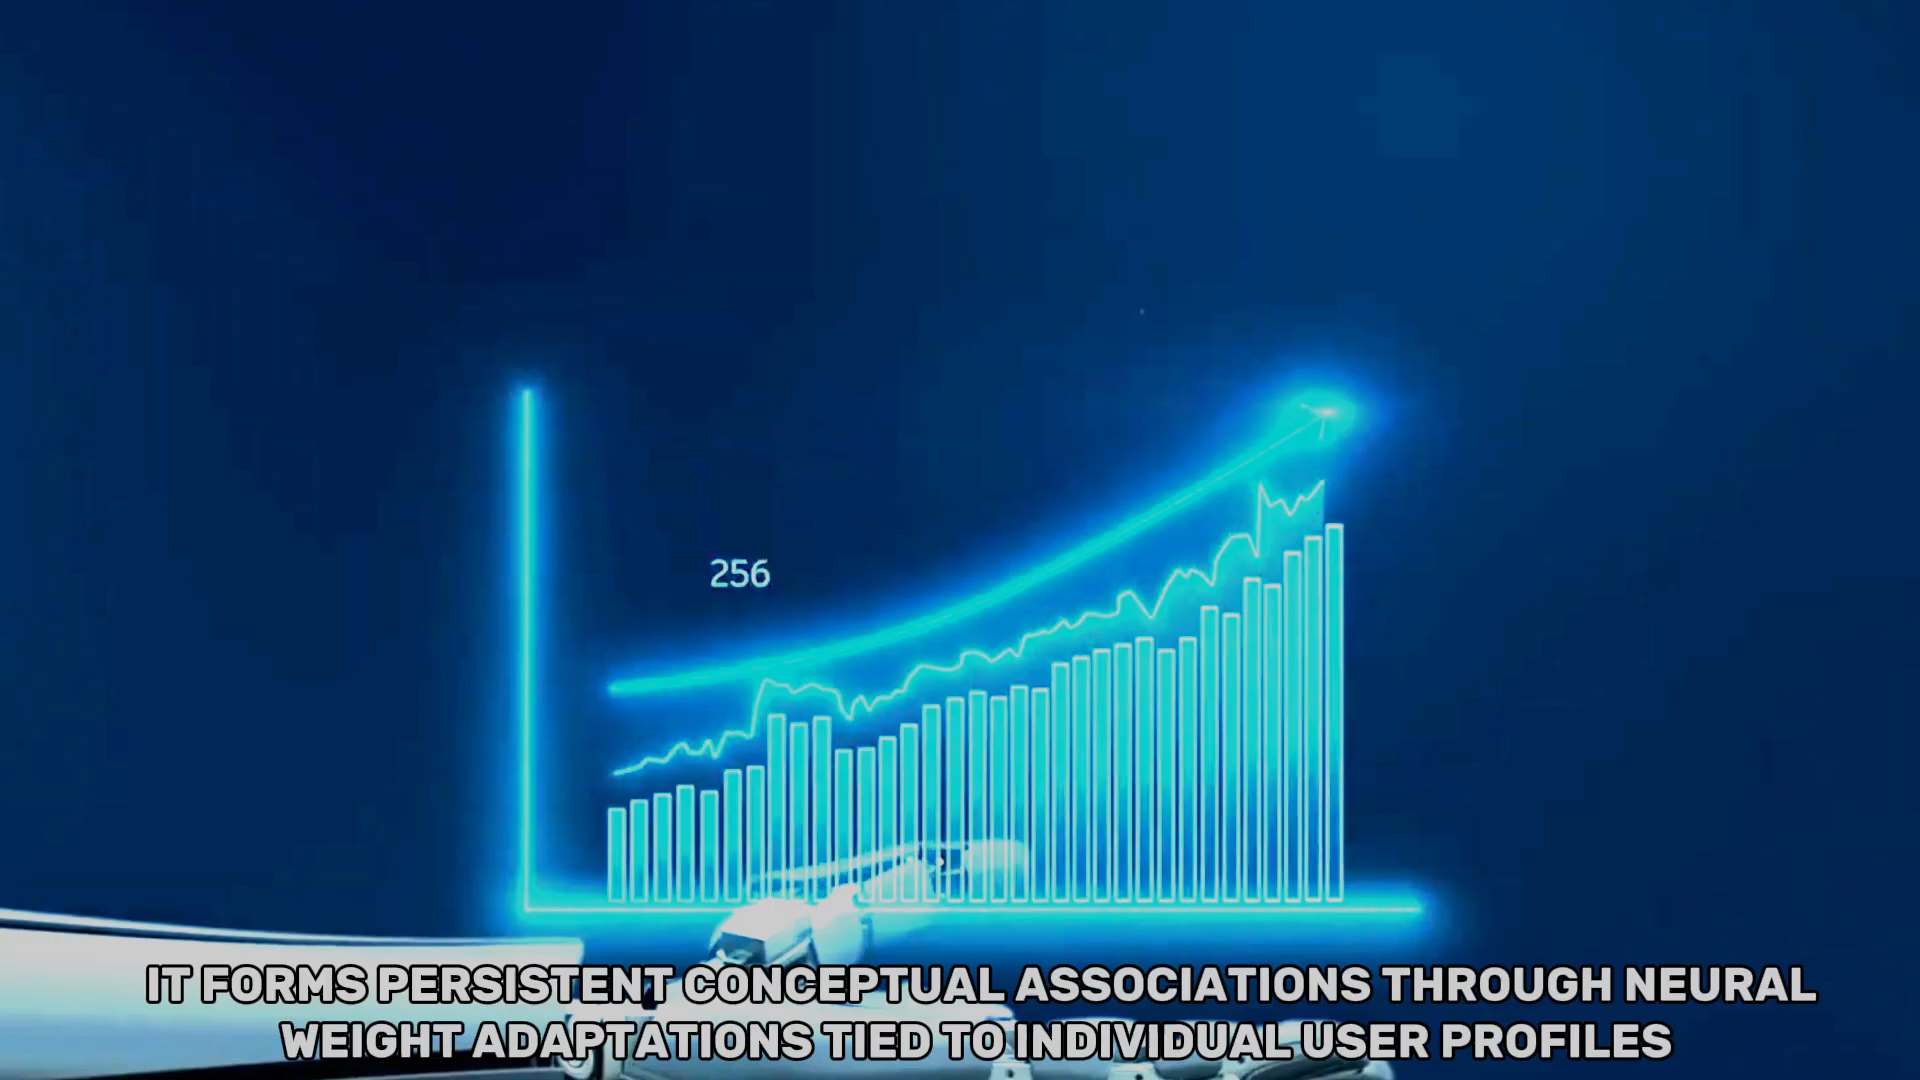 256
IT FORMS PERSISTENT CONCEPTUAL ASSOCIATIONS THROUGH NEURAL
WEIGHT ADAPTATIONS TIED TO INDIVIDUAL USER PROFILES